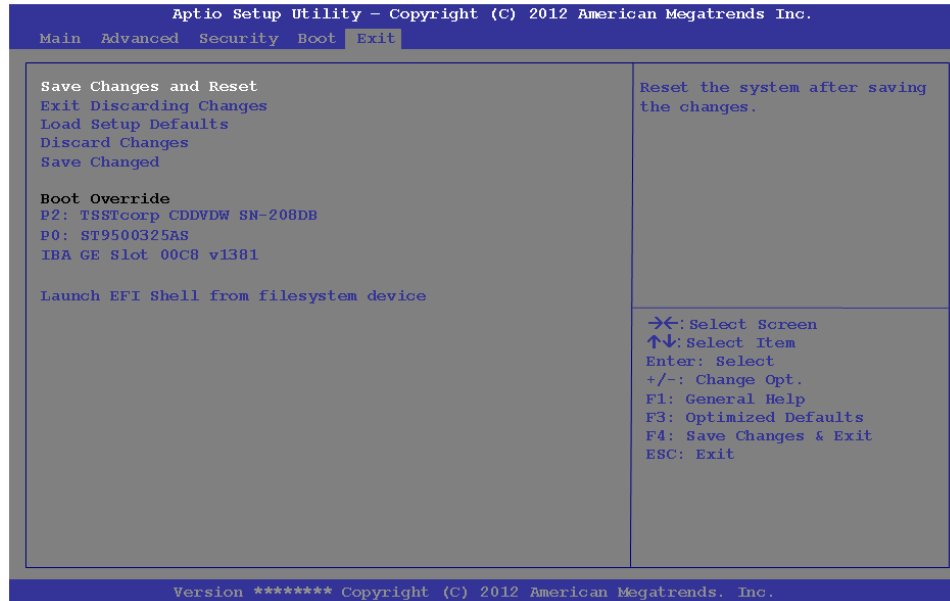 Aptio Setup Utility – Copyright (C) 2012 American Megatrends Inc.
Main Advanced Security Boot Exit
Save Changes and Reset
Exit Discarding Changes
Load Setup Defaults
Discard Changes
Save Changed
Boot Override
P2: TSSTcorp CDDVDW SN-208DB
P0: ST9500325AS
IBA GE Slot 00C8 v1381
Launch EFI Shell from filesystem device
Reset the system after saving
the changes.
→←: Select Screen
↑↓: Select Item
Enter: Select
+/-: Change Opt.
F1: General Help
F3: Optimized Defaults
F4: Save Changes & Exit
ESC: Exit
Version ******** Copyright (C) 2012 American Megatrends. Inc.